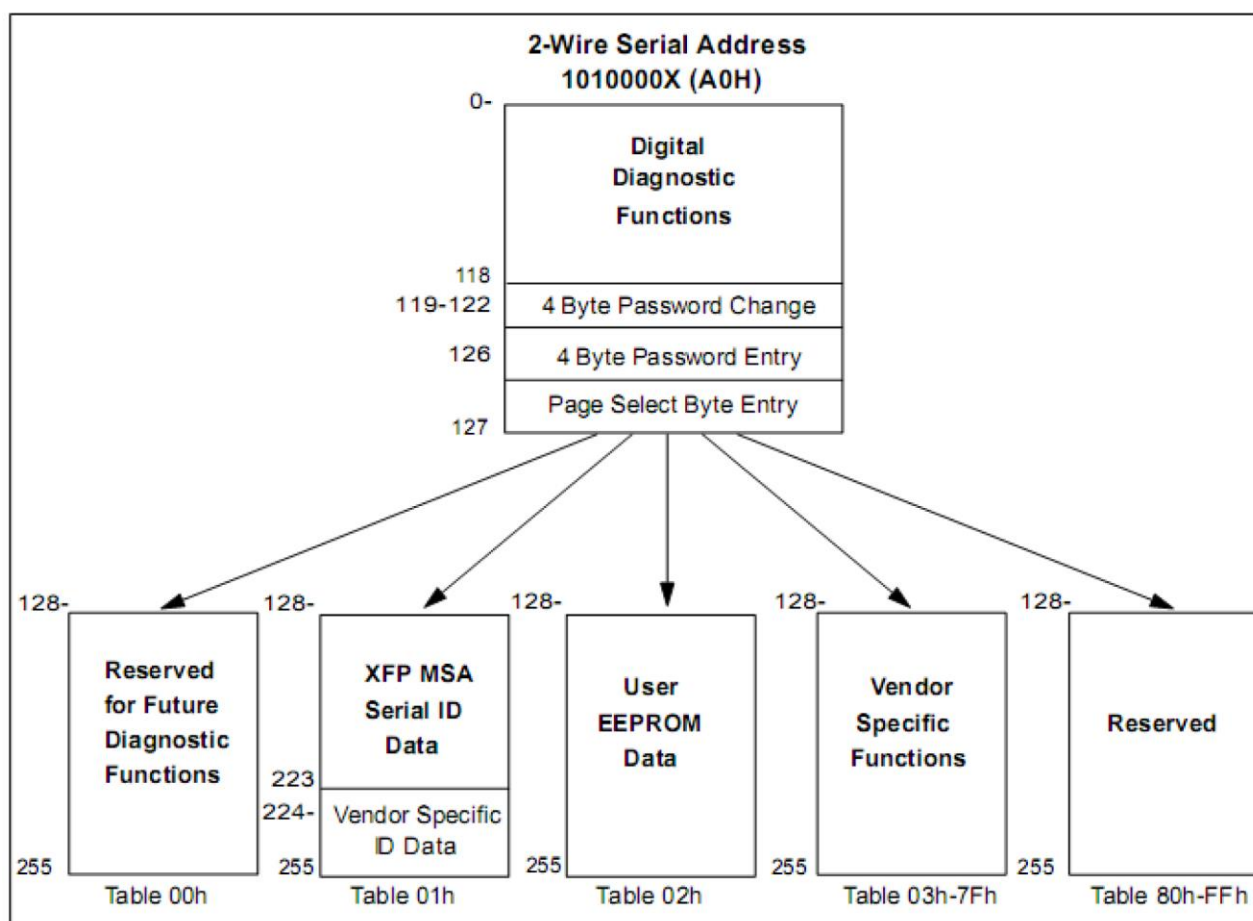 2-Wire Serial Address
1010000X (A0H)
0-
Digital
Diagnostic
Functions
118
119-122
4 Byte Password Change
126
4 Byte Password Entry
Page Select Byte Entry
127
128-
Reserved
for Future
Diagnostic
Functions
255
Table 00h
128-
XFP MSA
Serial ID
Data
223
224-
Vendor Specific
ID Data
255
Table 01h
128-
User
EEPROM
Data
255
Table 02h
128-
Vendor
Specific
Functions
255
Table 03h-7Fh
128-
Reserved
255
Table 80h-FFh